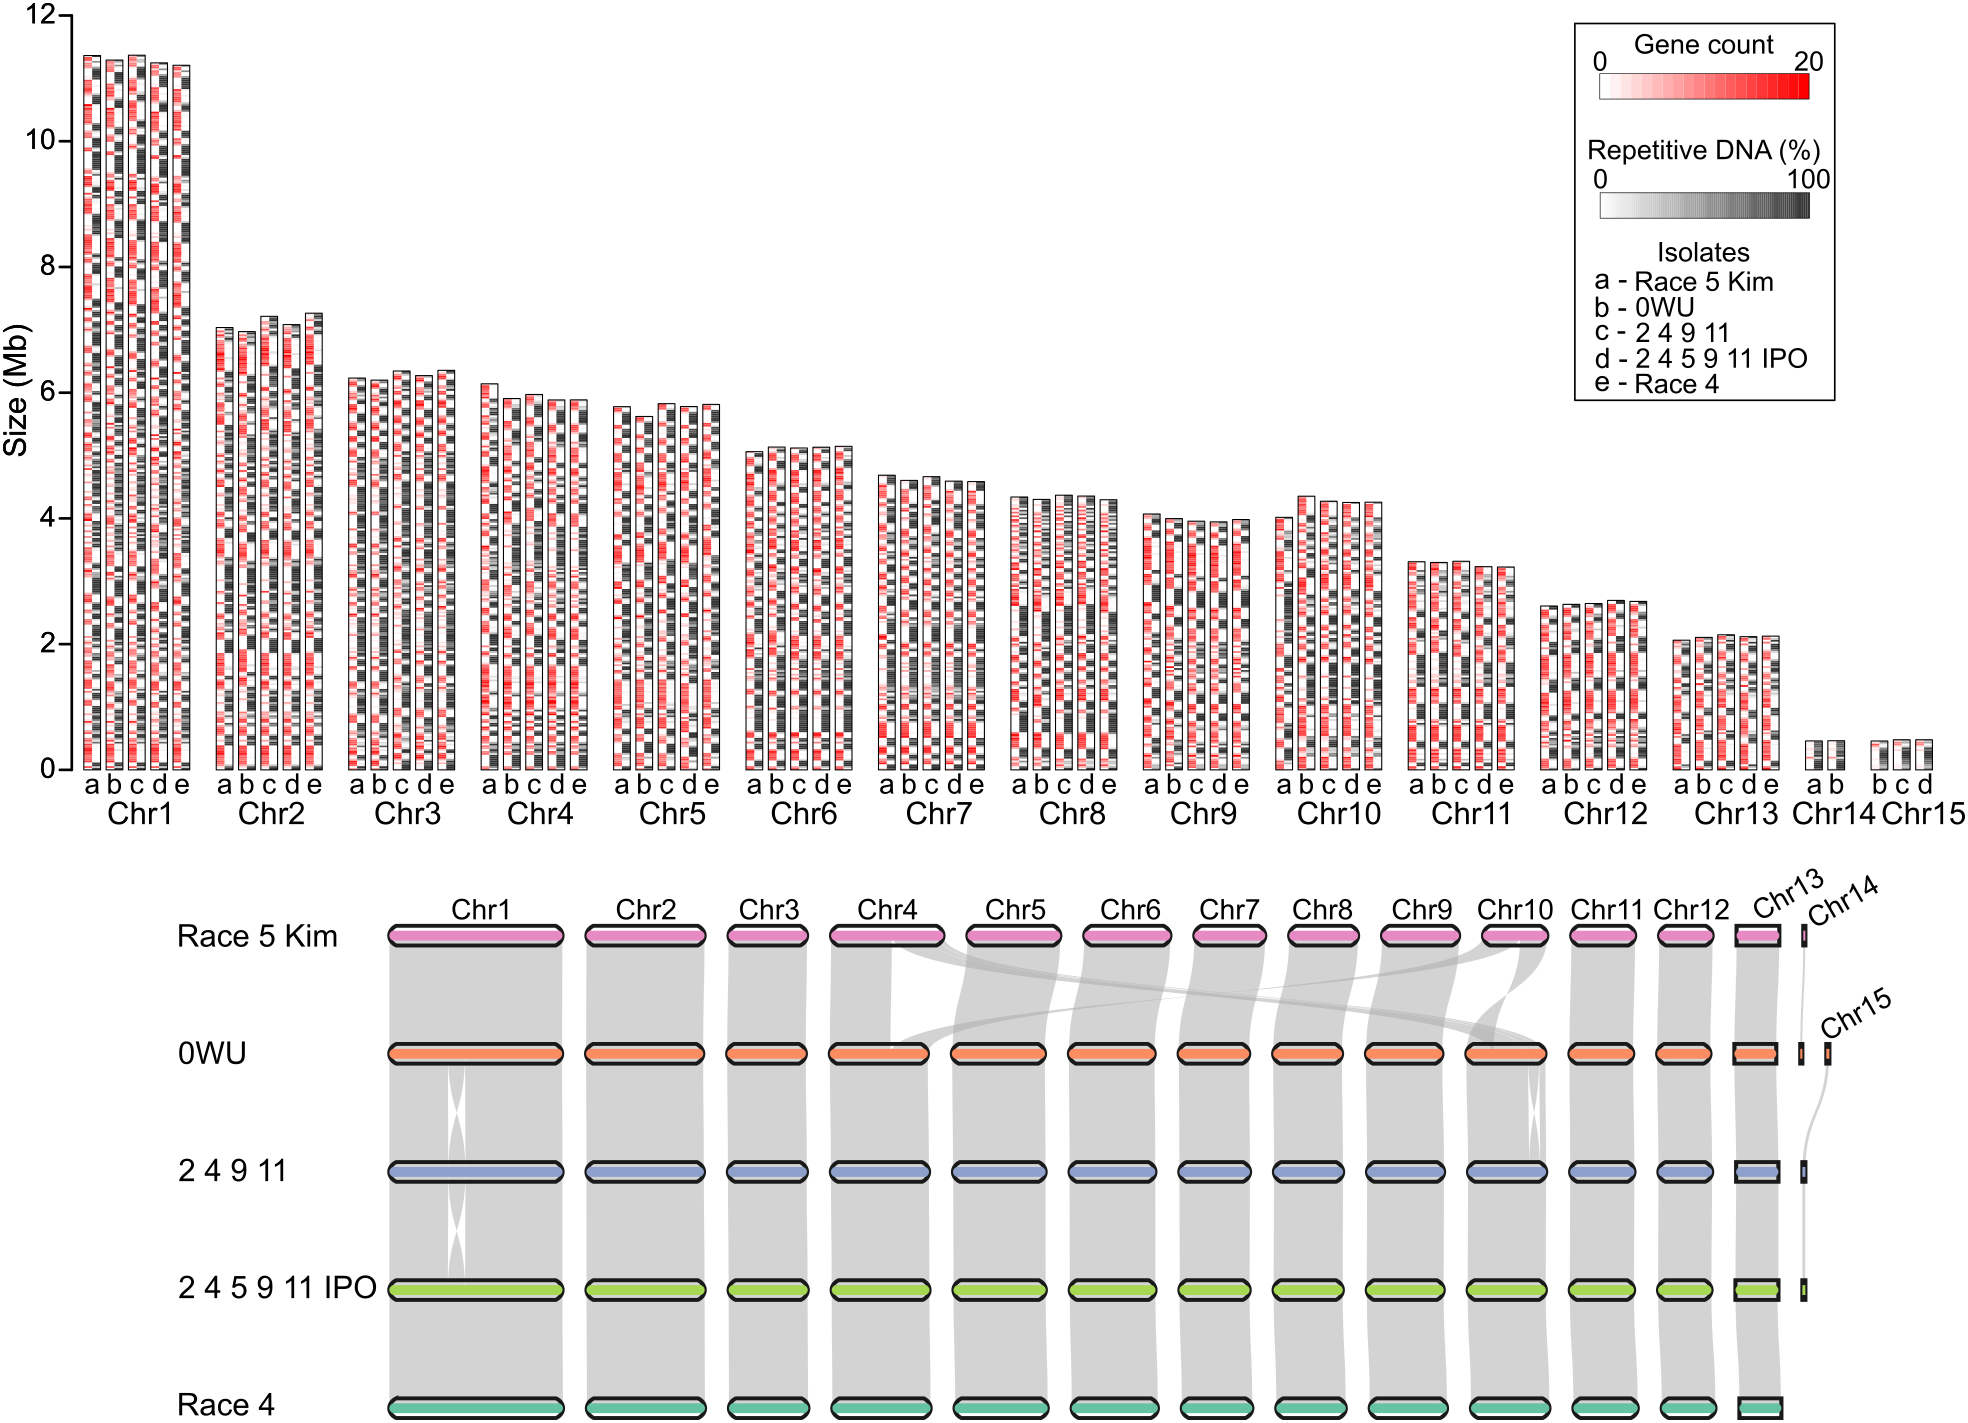 12
10
8
6
4
2
0
Size (Mb)
Gene count
0 20
Repetitive DNA (%)
0 100
Isolates
a - Race 5 Kim
b - 0WU
c - 2 4 9 11
d - 2 4 5 9 11 IPO
e - Race 4
a b c d e a b c d e a b c d e a b c d e a b c d e a b c d e a b c d e a b c d e a b c d e a b c d e a b c d e a b c d e a b c d e a b b c d
Chr1 Chr2 Chr3 Chr4 Chr5 Chr6 Chr7 Chr8 Chr9 Chr10 Chr11 Chr12 Chr13 Chr14 Chr15
Chr1 Chr2 Chr3 Chr4 Chr5 Chr6 Chr7 Chr8 Chr9 Chr10 Chr11 Chr12 Chr13 Chr14
Race 5 Kim
Chr15
0WU
2 4 9 11
2 4 5 9 11 IPO
Race 4